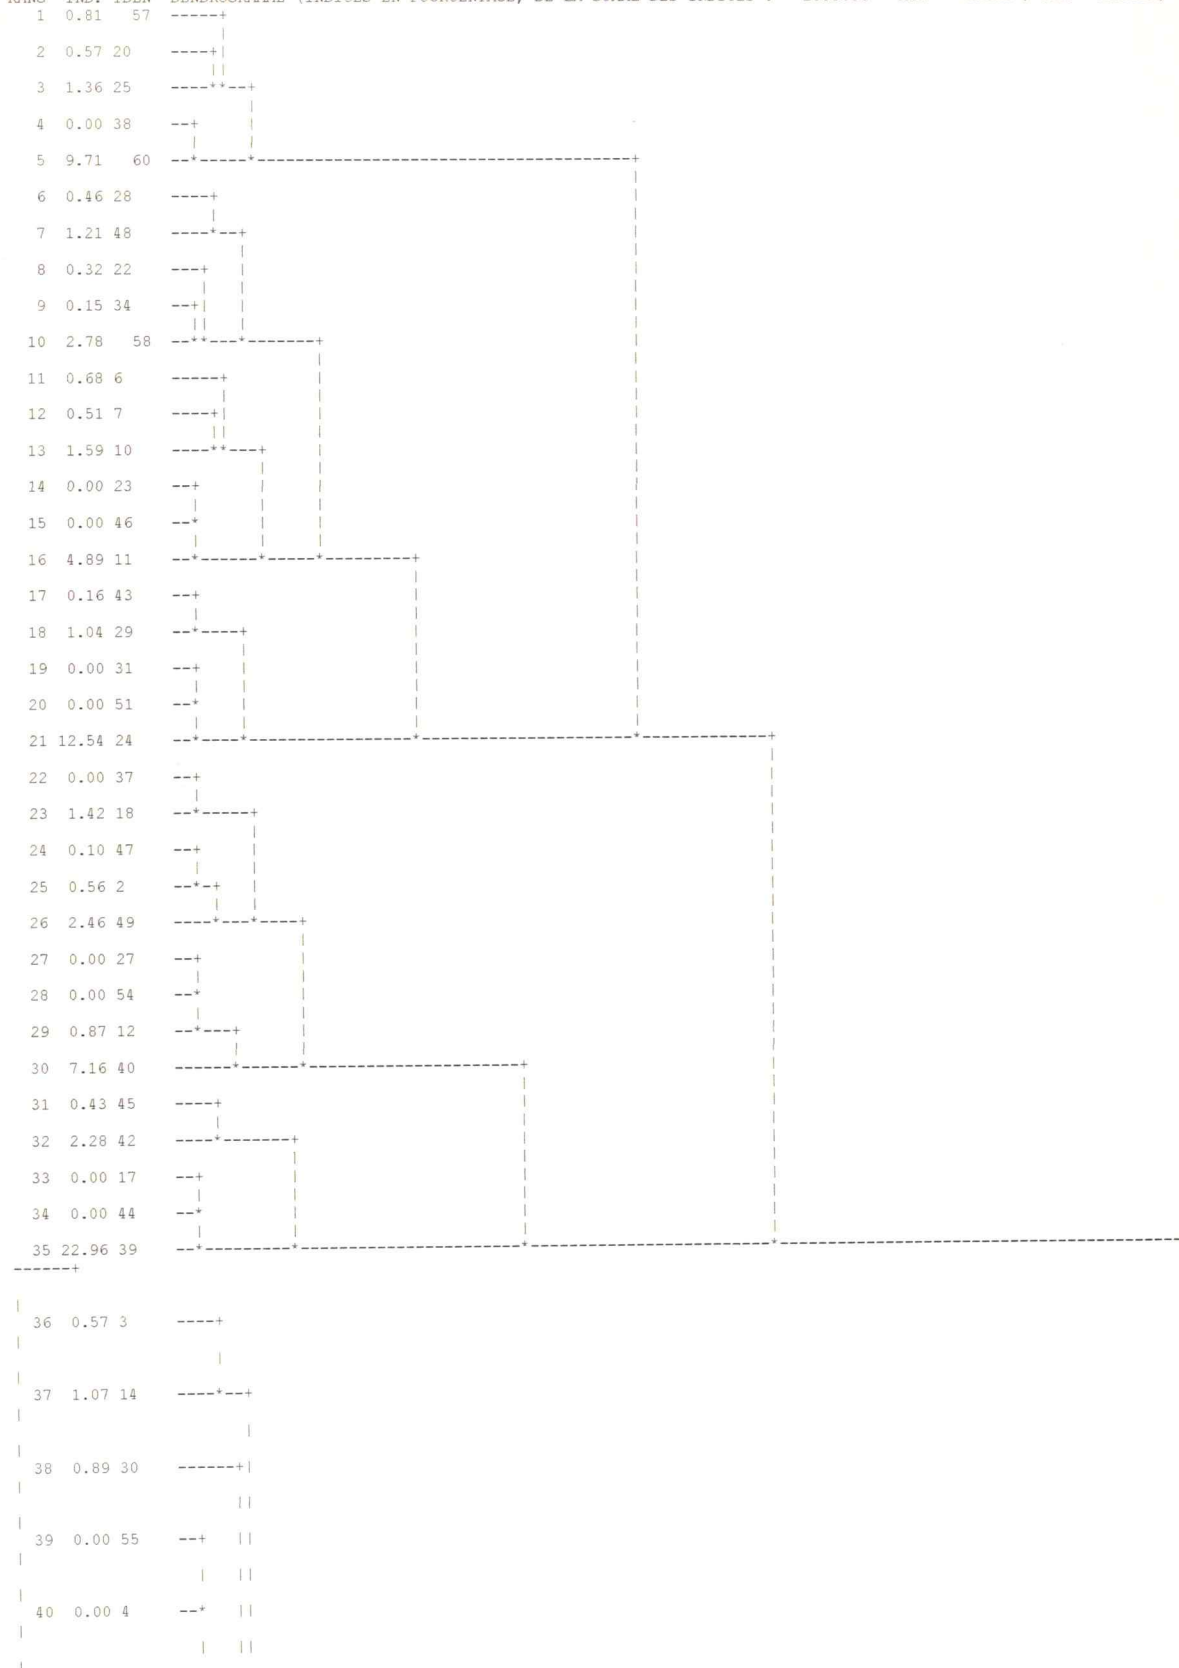 1 0.81 57 -----+
2 0.57 20 ----+|
3 1.36 25 ----**--+
4 0.00 38 --+
5 9.71 60 --*-----*---------------------------------------+
6 0.46 28 ----+
7 1.21 48 ----*--+
8 0.32 22 ---+
9 0.15 34 --+|
10 2.78 58 --**---*-------+
11 0.68 6 -----+
12 0.51 7 ----+|
13 1.59 10 ----**---+
14 0.00 23 --+
15 0.00 46 --*
16 4.89 11 --*------*-----*---------+
17 0.16 43 --+
18 1.04 29 --*----+
19 0.00 31 --+
20 0.00 51 --*
21 12.54 24 --*----*-----------------*----------------------*-------------+
22 0.00 37 --+
23 1.42 18 --*-----+
24 0.10 47 --+
25 0.56 2 --*-+
26 2.46 49 ----*---*----+
27 0.00 27 --+
28 0.00 54 --*
29 0.87 12 --*---+
30 7.16 40 ------*------*----------------------+
31 0.43 45 ----+
32 2.28 42 ----*-------+
33 0.00 17 --+
34 0.00 44 --*
35 22.96 39 --*---------*-----------------------*-------------------------*------------------------------------------
------+
36 0.57 3 ----+
37 1.07 14 ----*--+
38 0.89 30 ------+|
39 0.00 55 --+ ||
40 0.00 4 --* ||